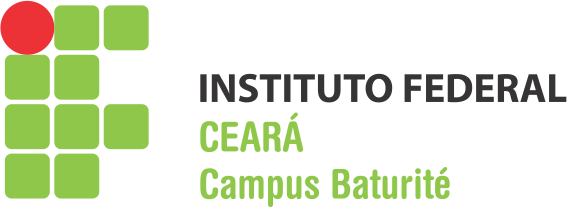 INSTITUTO FEDERAL
CEARÁ
Campus Baturité